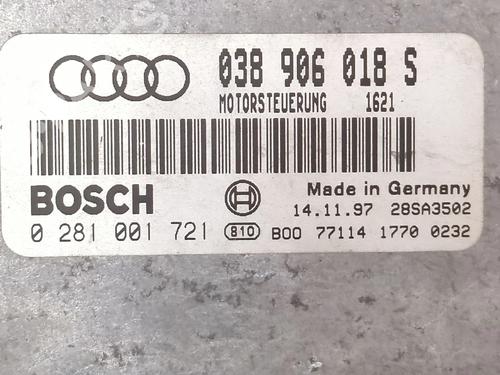 038 906 018 S
MOTORSTEUERUNG 1621
BOSCH
Made in Germany
14.11.97 28SA3502
0 281 001 721 810 B00 77114 1770 0232